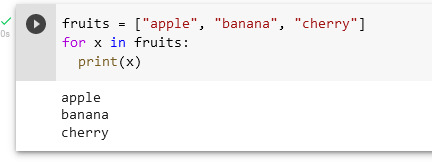 fruits = ["apple", "banana", "cherry"]
for x in fruits:
  print(x)
0s
apple
banana
cherry